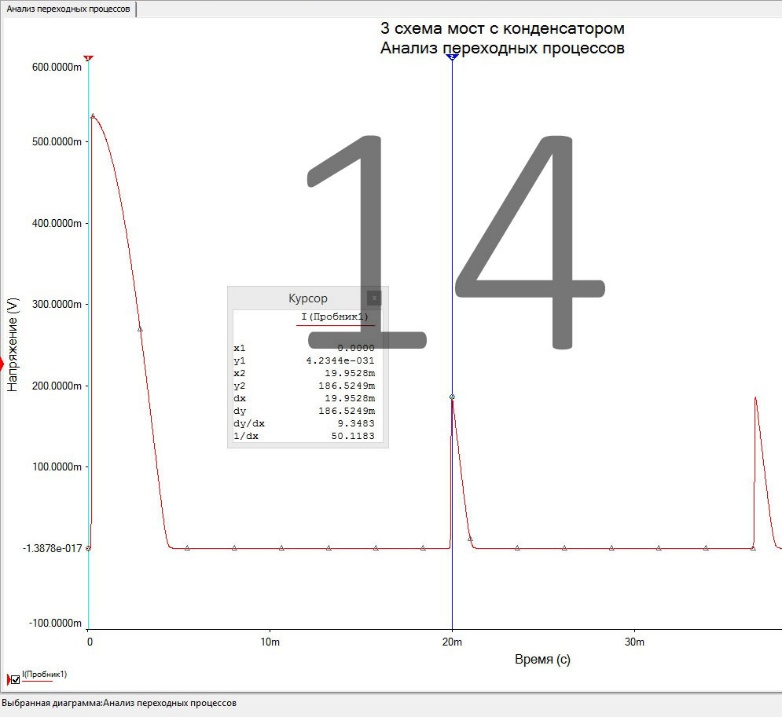 Анализ переходных процессов
3 схема мост с конденсатором
Анализ переходных процессов
600.0000m
500.0000m
400.0000m
300.0000m
200.0000m
100.0000m
-1.3878e-017
-100.0000m
Напряжение (V)
14
Курсор
I(Пробник1)
x1 0.0000
y1 4.2344e-031
x2 19.9528m
y2 186.5249m
dx 19.9528m
dy 186.5249m
dy/dx 9.3483
1/dx 50.1183
0 10m 20m 30m
Время (c)
I(Пробник1)
Выбранная диаграмма:Анализ переходных процессов